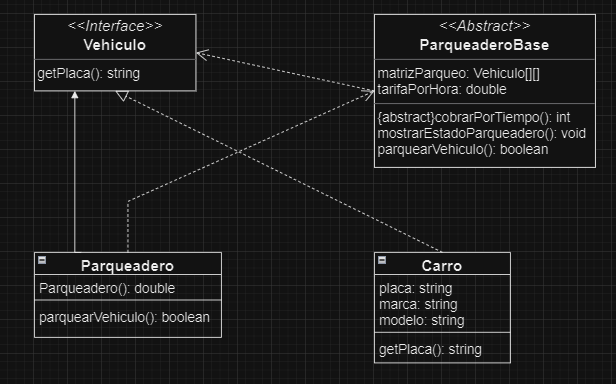 <<Interface>>
Vehiculo
getPlaca(): string
<<Abstract>>
ParqueaderoBase
matrizParqueo: Vehiculo[][]
tarifaPorHora: double
{abstract}cobrarPorTiempo(): int
mostrarEstadoParqueadero(): void
parquearVehiculo(): boolean
Parqueadero
Parqueadero(): double
parquearVehiculo(): boolean
Carro
placa: string
marca: string
modelo: string
getPlaca(): string